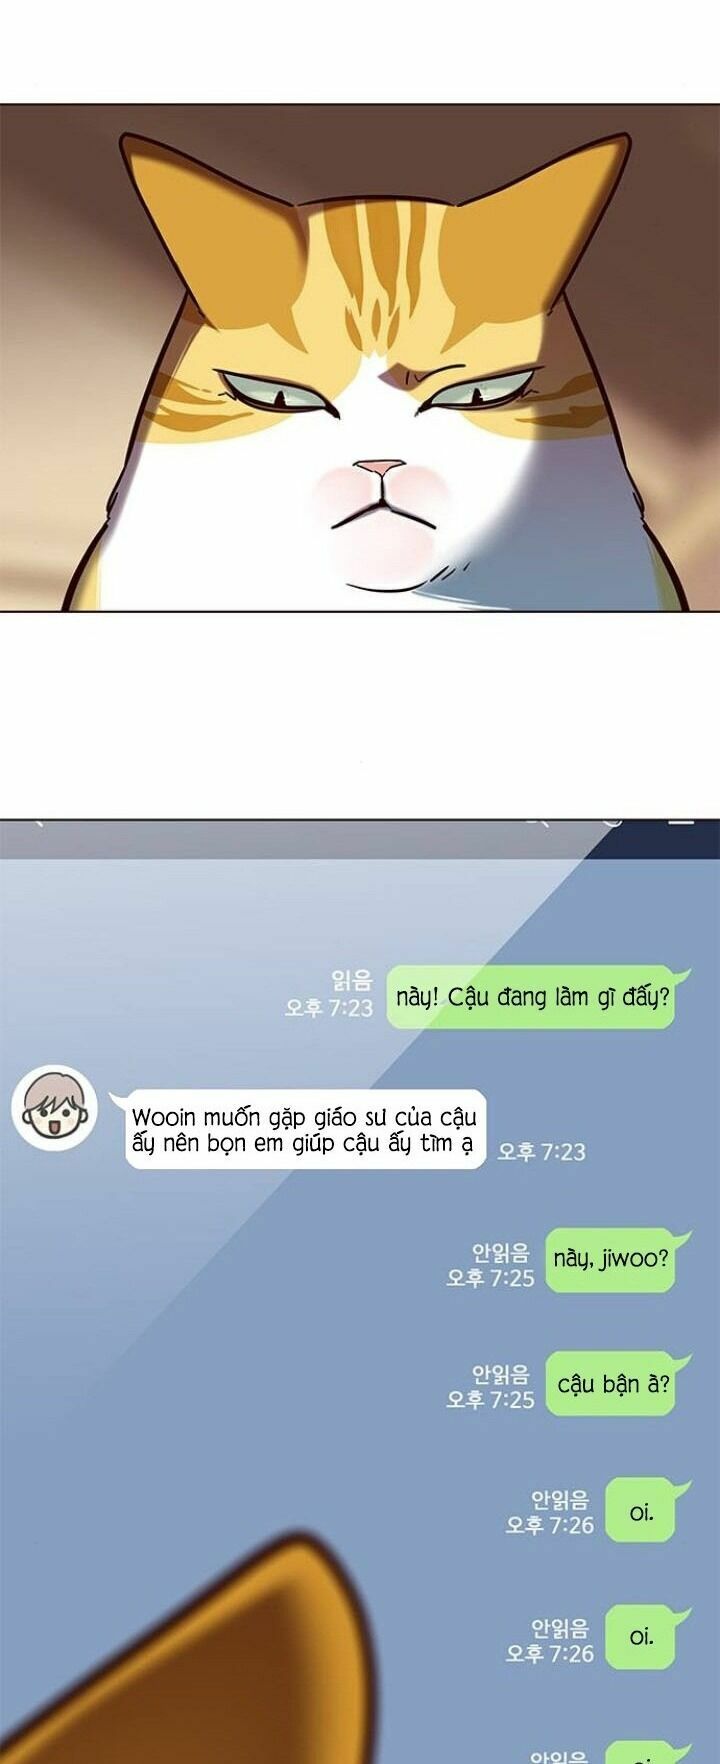 읽음
오후 7:23
này! Cậu đang làm gì đấy?
Wooin muốn gặp giáo sư của cậu
ấy nên bọn em giúp cậu ấy tìm ạ
오후 7:23
안읽음
오후 7:25
này, jiwoo?
안읽음
오후 7:25
cậu bận à?
안읽음
오후 7:26
oi.
안읽음
오후 7:26
oi.
안읽음